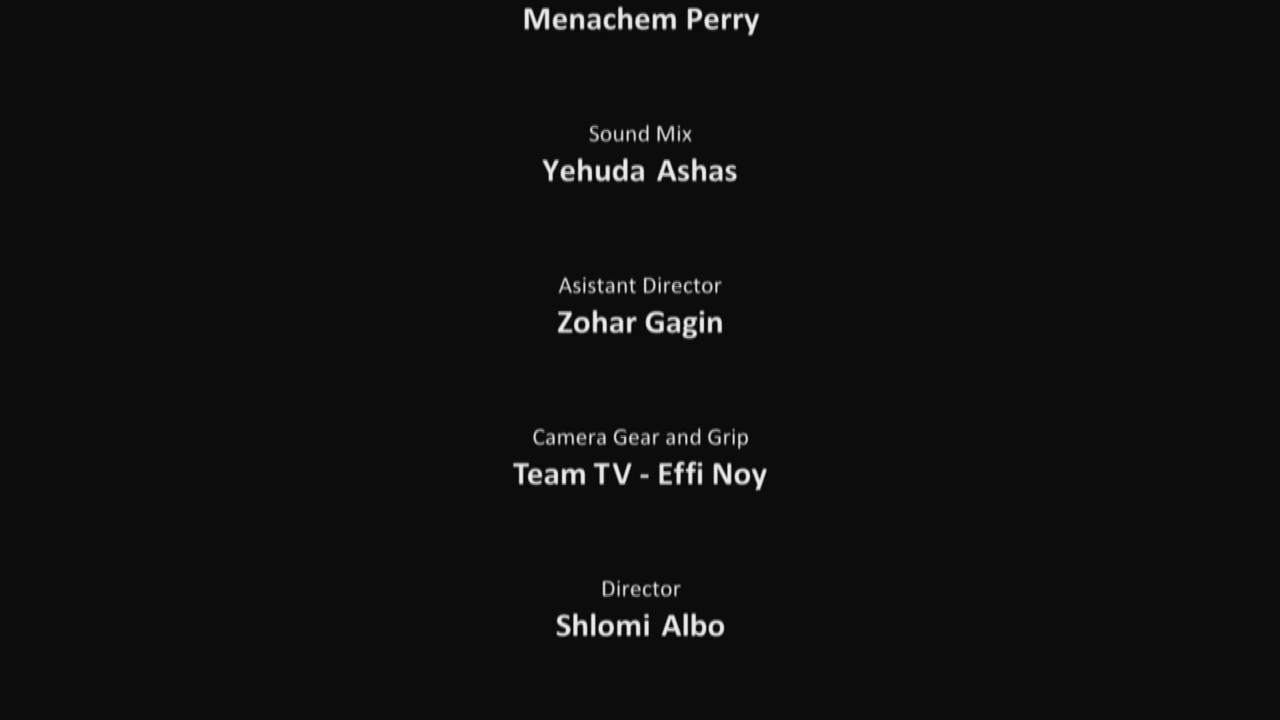 Menachem Perry
Sound Mix
Yehuda Ashas
Asistant Director
Zohar Gagin
Camera Gear and Grip
Team TV - Effi Noy
Director
Shlomi Albo